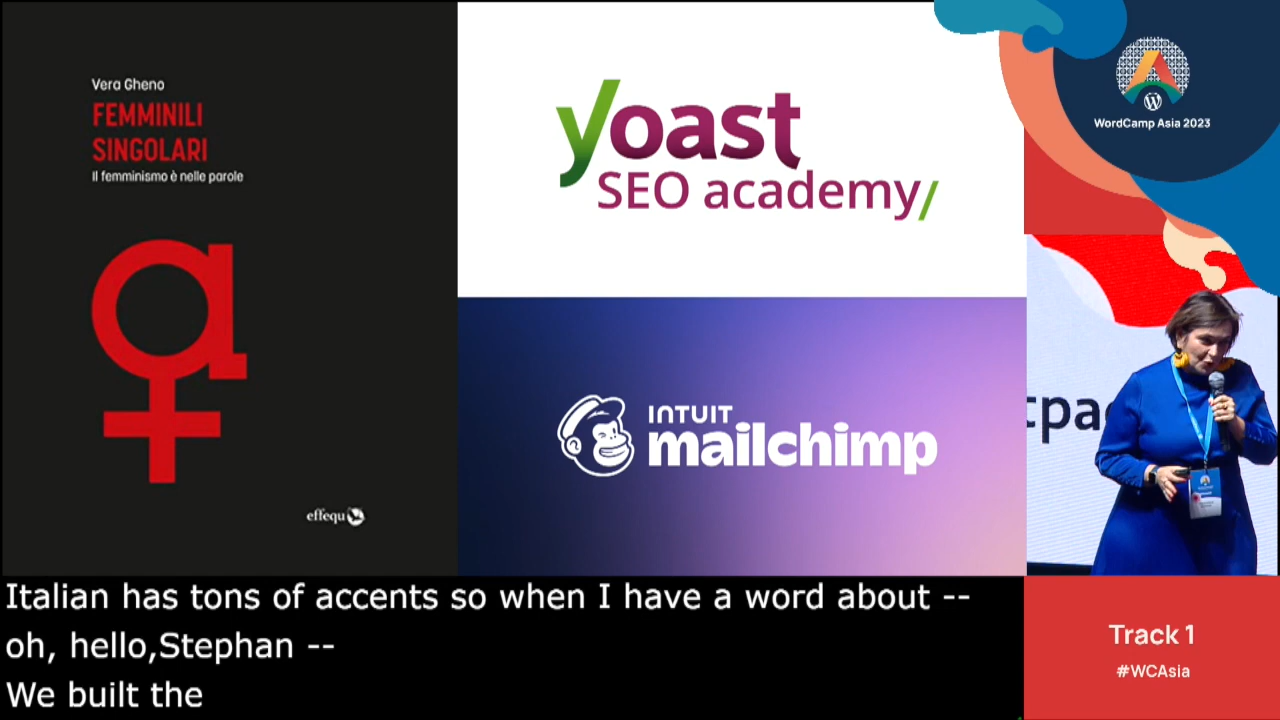 Vera Gheno
FEMMINILI
SINGOLARI
Il femminismo è nelle parole
effequ
yoast
SEO academy/
INTUIT
mailchimp
WordCamp Asia 2023
Track 1
#WCAsia
Italian has tons of accents so when I have a word about --
oh, hello,Stephan --
We built the